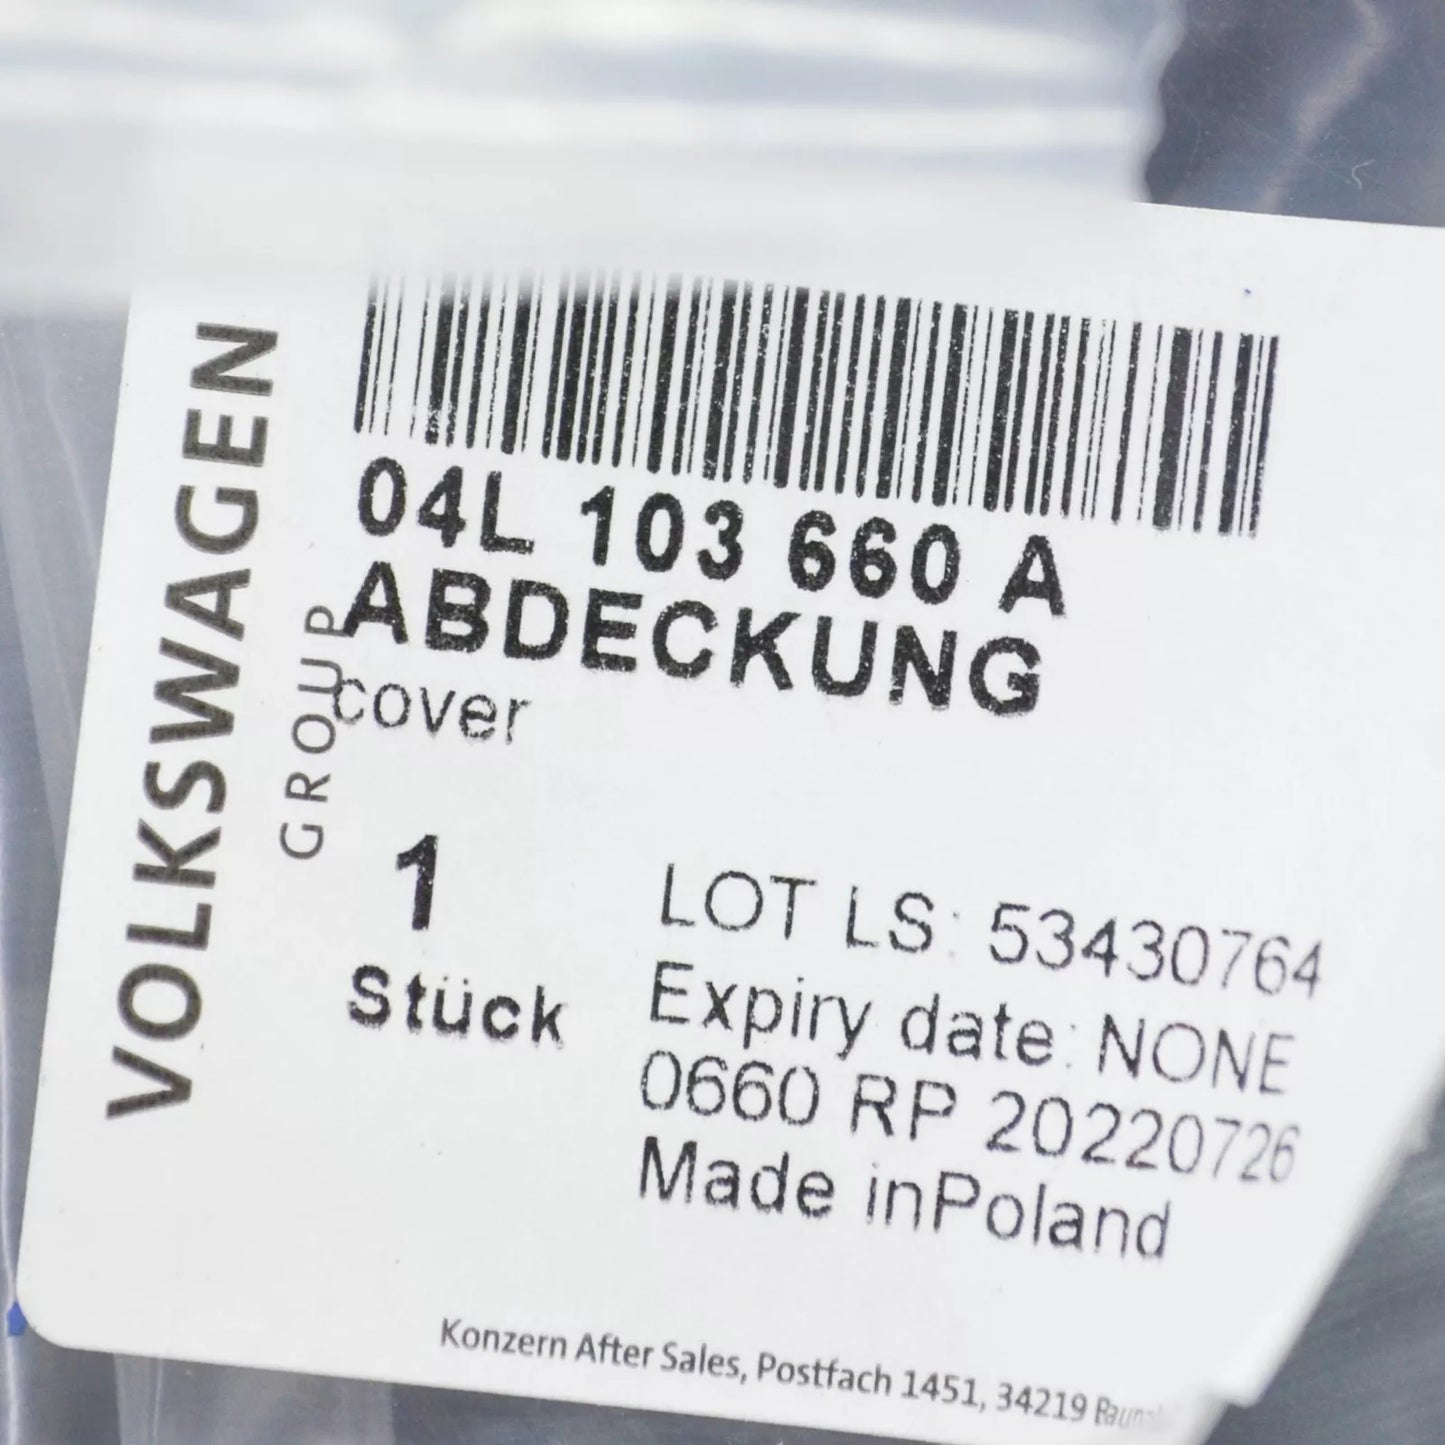 VOLKSWAGEN
GROUP
04L 103 660 A
ABDECKUNG
cover
1
Stück
LOT LS: 53430764
Expiry date: NONE
0660 RP 20220726
Made inPoland
Konzern After Sales, Postfach 1451, 34219